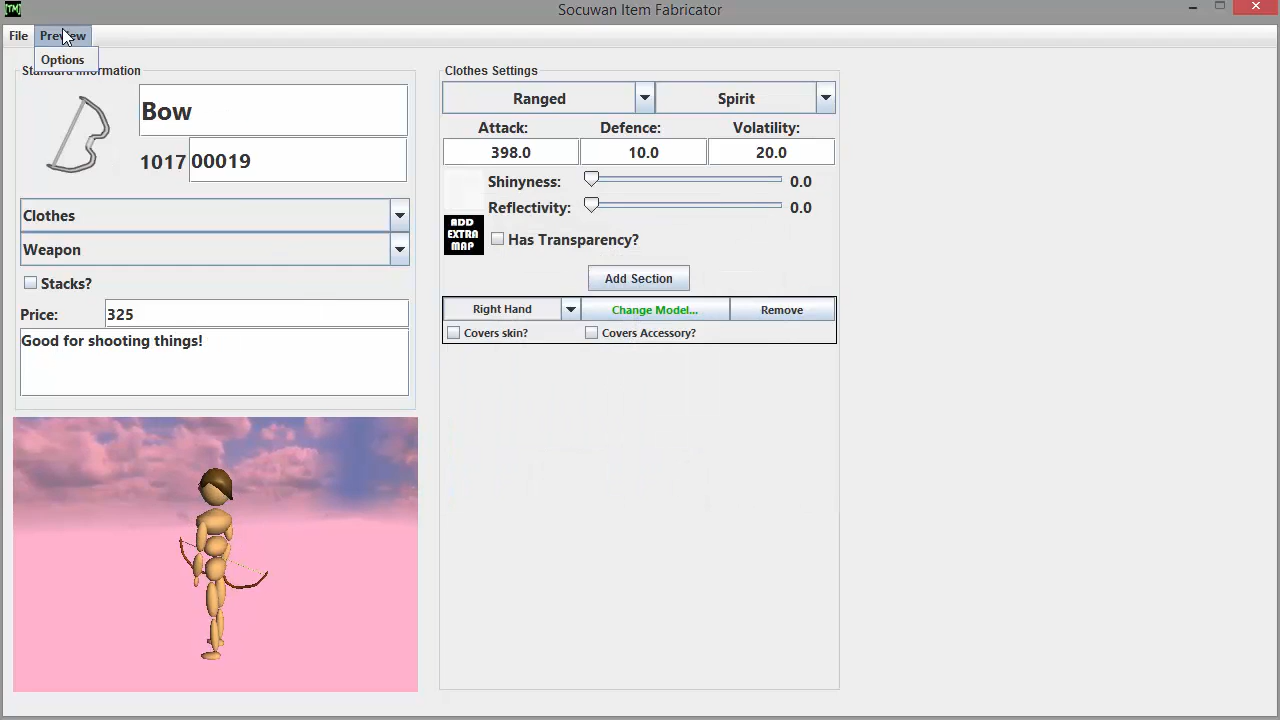 [TM]
Socuwan Item Fabricator
File Preview
Options
Standard Information
Bow
1017 00019
Clothes
Weapon
Stacks?
Price: 325
Good for shooting things!
Clothes Settings
Ranged Spirit
Attack: Defence: Volatility:
398.0 10.0 20.0
Shinyness: 0.0
Reflectivity: 0.0
ADD
EXTRA
MAP
Has Transparency?
Add Section
Right Hand Change Model... Remove
Covers skin? Covers Accessory?